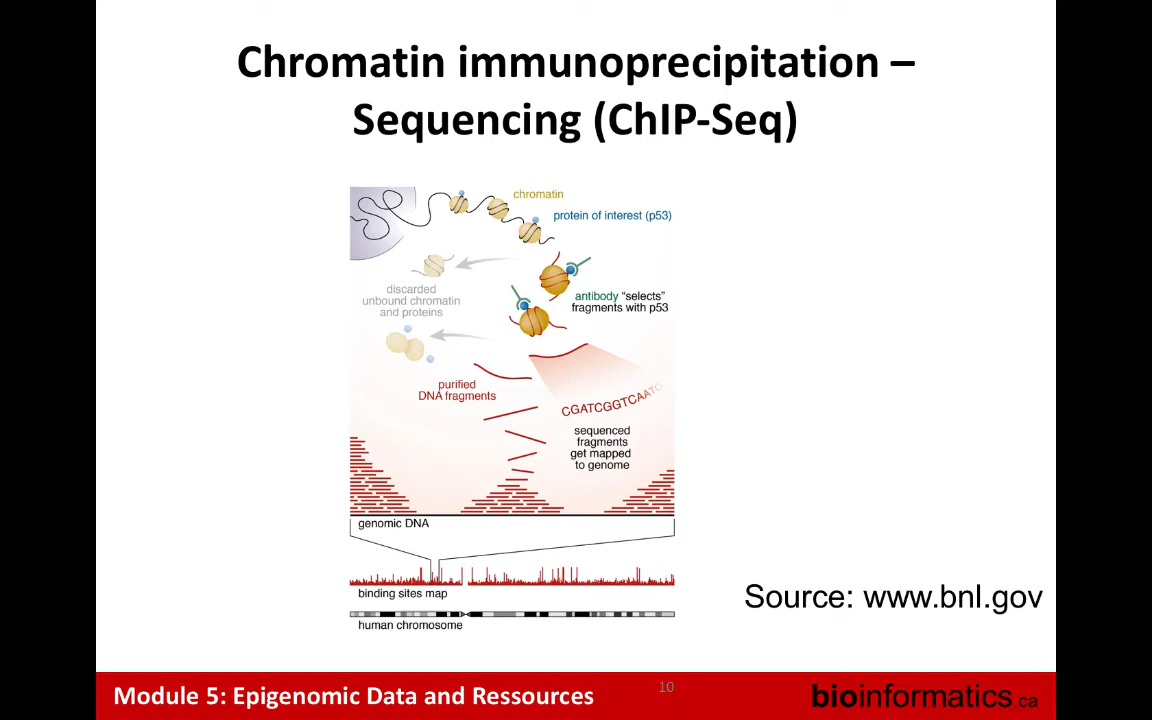 Chromatin immunoprecipitation –
Sequencing (ChIP-Seq)
chromatin
protein of interest (p53)
discarded
unbound chromatin
and proteins
antibody “selects”
fragments with p53
purified
DNA fragments
CGATCGGTCAATC
sequenced
fragments
get mapped
to genome
genomic DNA
binding sites map
human chromosome
Source: www.bnl.gov
Module 5: Epigenomic Data and Ressources
10
bioinformatics.ca